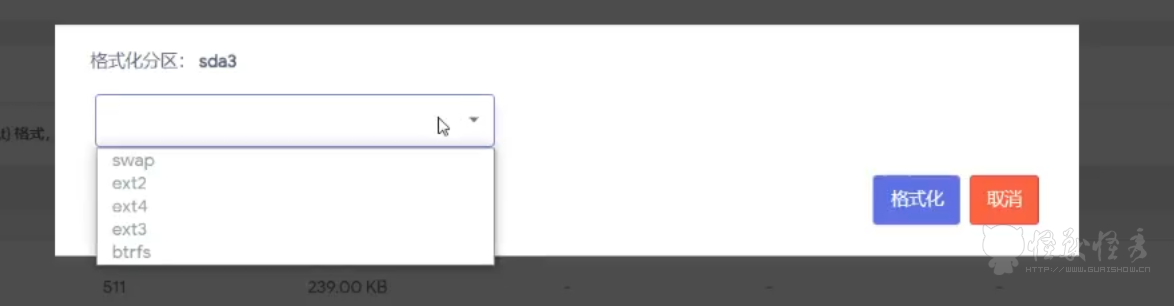 格式化分区： sda3
t) 格式，
swap
ext2
ext4
ext3
btrfs
格式化
取消
怪兽怪秀
HTTP://WWW.GUAISHOW.CN
511 239.00 KB - - -